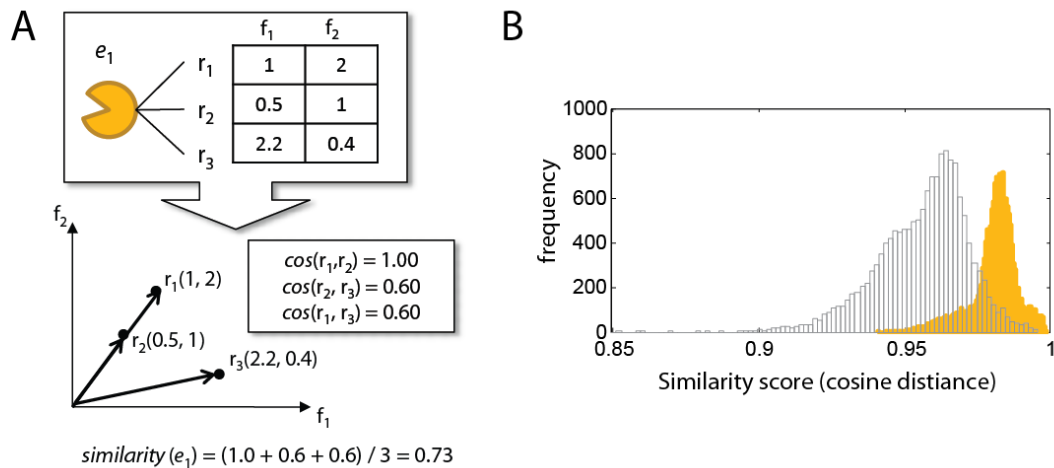 A
e₁
f₁ f₂
r₁ 1 2
r₂ 0.5 1
r₃ 2.2 0.4
f₂
cos(r₁,r₂) = 1.00
cos(r₂, r₃) = 0.60
cos(r₁, r₃) = 0.60
r₁(1, 2)
r₂(0.5, 1)
r₃(2.2, 0.4)
f₁
similarity (e₁) = (1.0 + 0.6 + 0.6) / 3 = 0.73
B
1000
800
600
400
200
0
frequency
0.85 0.9 0.95 1
Similarity score (cosine distiance)